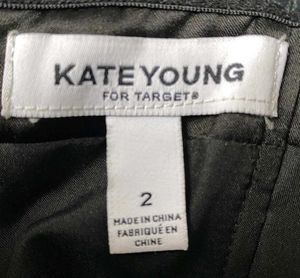 KATE YOUNG
FOR TARGET®
2
MADE IN CHINA
FABRIQUÉ EN
CHINE